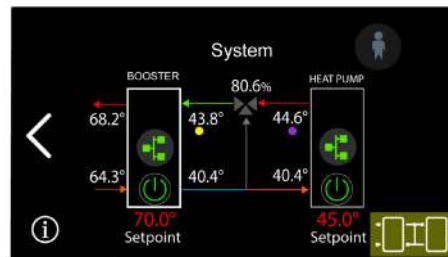 System
BOOSTER
80.6%
HEAT PUMP
68.2°
43.8°
44.6°
64.3°
40.4°
40.4°
70.0°
Setpoint
45.0°
Setpoint
i